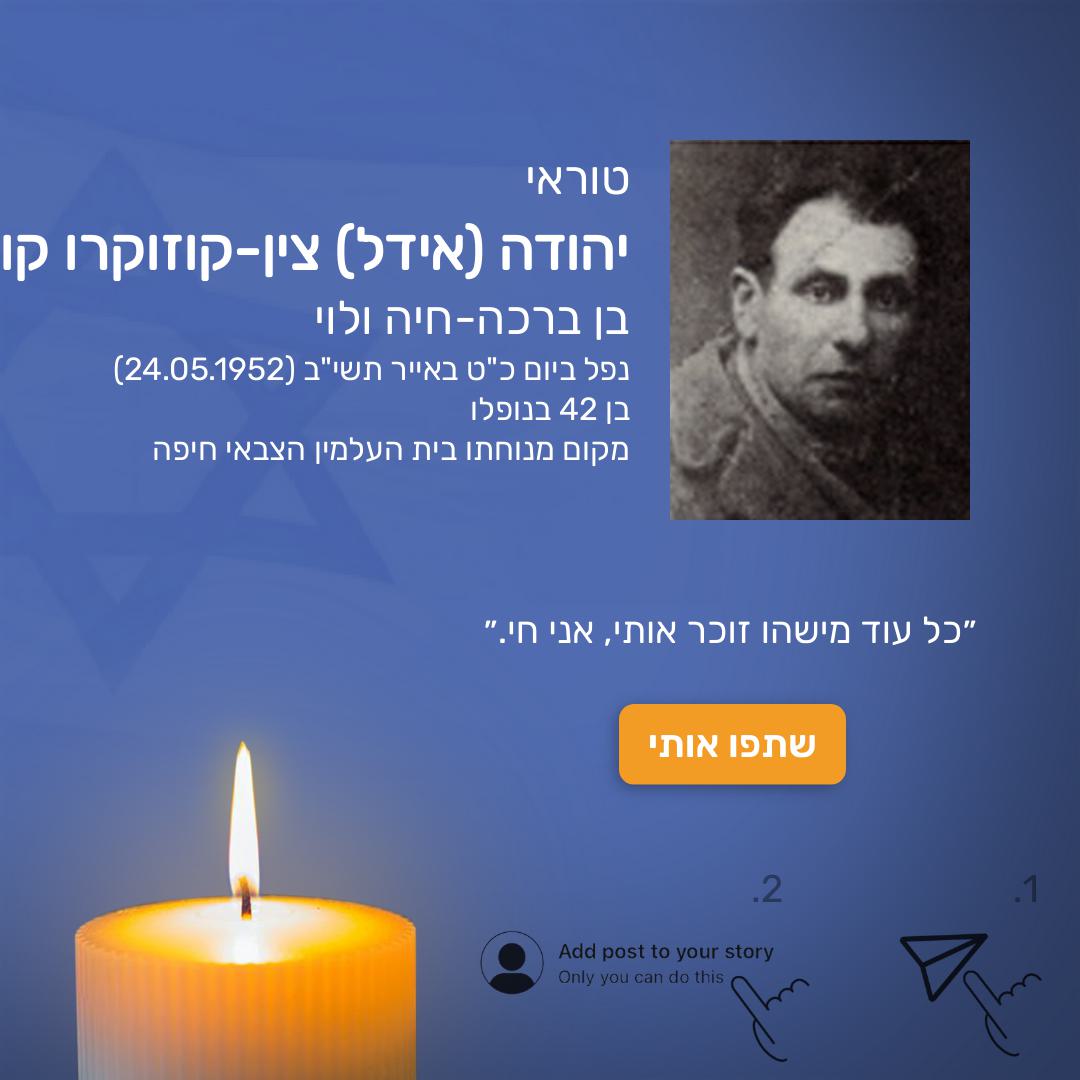 טוראי
יהודה (אידל) צין-קוזוקרו קו
בן ברכה-חיה ולוי
נפל ביום כ"ט באייר תשי"ב (24.05.1952)
בן 42 בנופלו
מקום מנוחתו בית העלמין הצבאי חיפה
״כל עוד מישהו זוכר אותי, אני חי.״
שתפו אותי
1.
2.
Add post to your story
Only you can do this